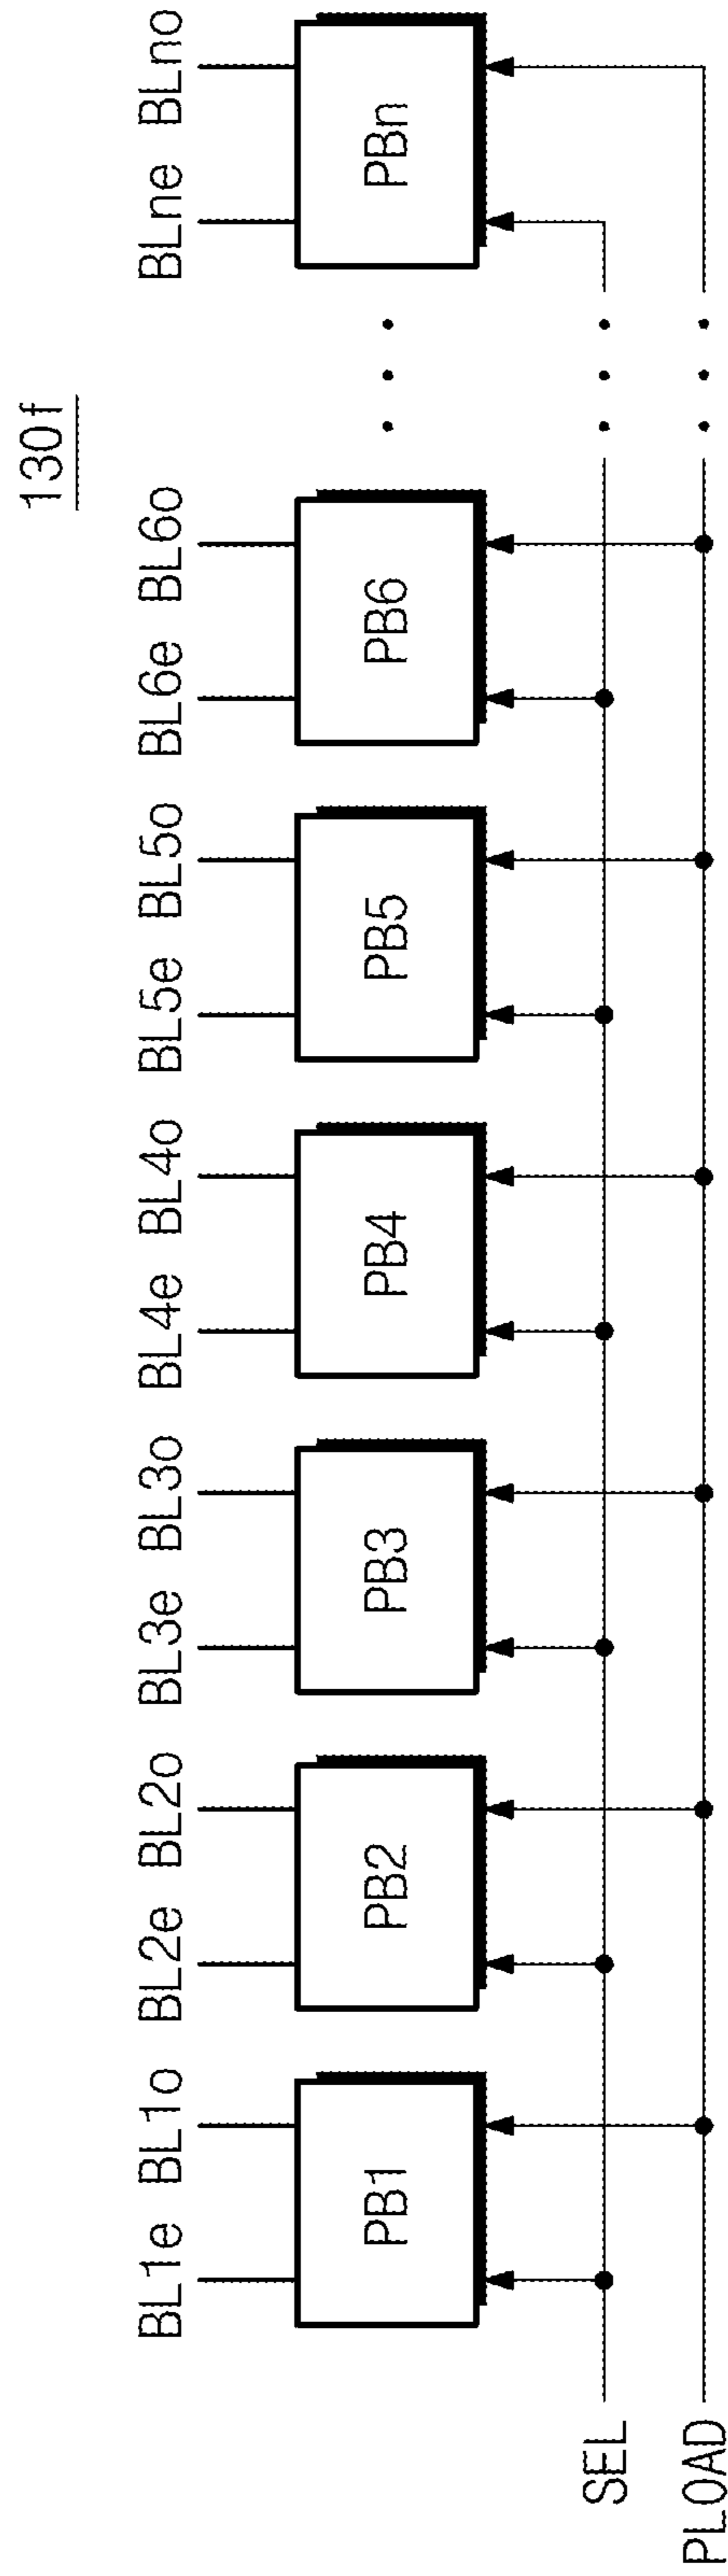 130f
BL1e BL1o BL2e BL2o BL3e BL3o BL4e BL4o BL5e BL5o BL6e BL6o BLne BLno
PB1 PB2 PB3 PB4 PB5 PB6 . . . PBn
SEL . . .
PLOAD . . .